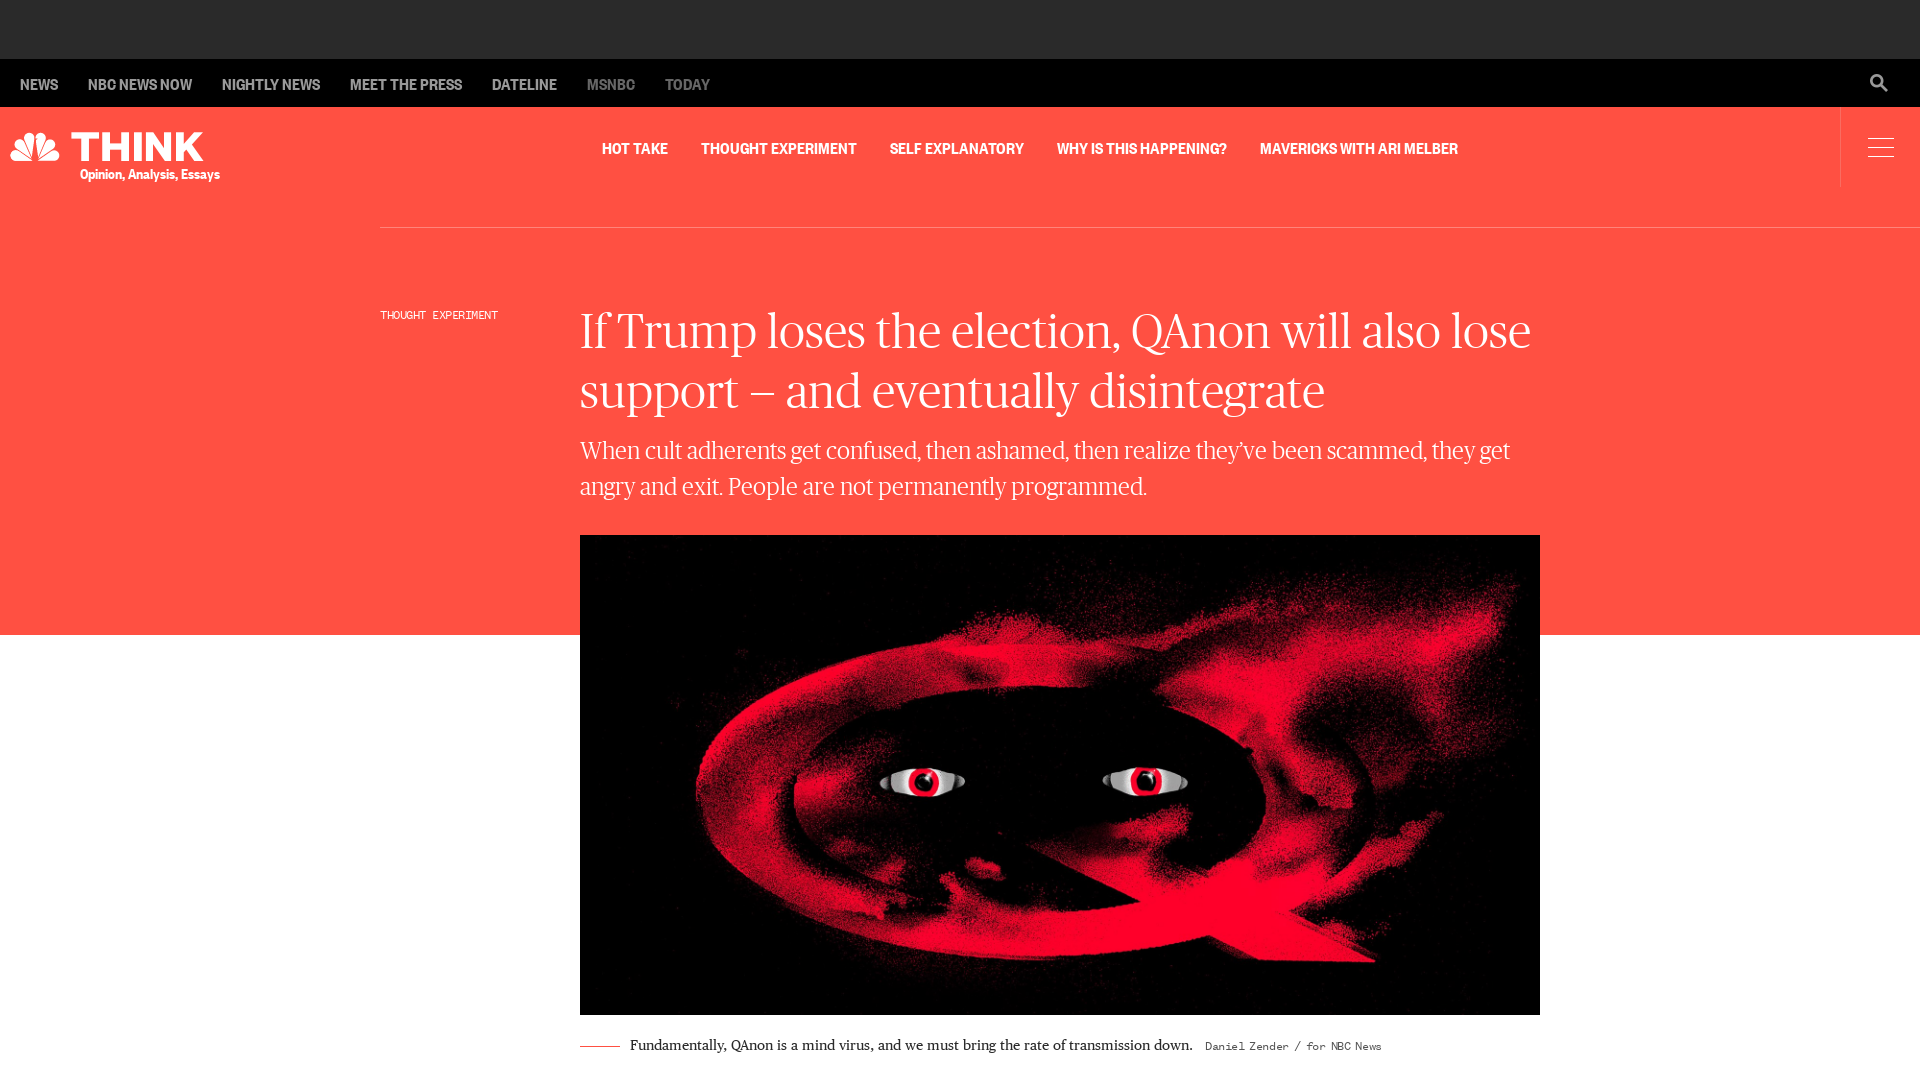 NEWS NBC NEWS NOW NIGHTLY NEWS MEET THE PRESS DATELINE MSNBC TODAY
THINK
Opinion, Analysis, Essays
HOT TAKE THOUGHT EXPERIMENT SELF EXPLANATORY WHY IS THIS HAPPENING? MAVERICKS WITH ARI MELBER
THOUGHT EXPERIMENT
If Trump loses the election, QAnon will also lose
support — and eventually disintegrate
When cult adherents get confused, then ashamed, then realize they’ve been scammed, they get
angry and exit. People are not permanently programmed.
Fundamentally, QAnon is a mind virus, and we must bring the rate of transmission down. Daniel Zender / for NBC News